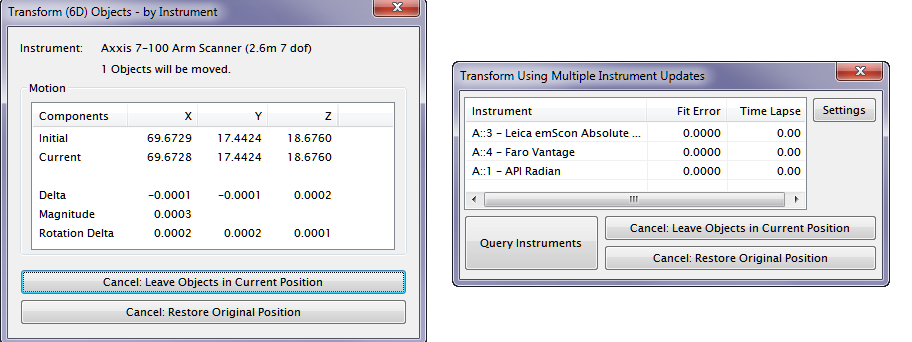 Transform (6D) Objects - by Instrument
Instrument: Axxis 7-100 Arm Scanner (2.6m 7 dof)
1 Objects will be moved.
Motion
Components X Y Z
Initial 69.6729 17.4424 18.6760
Current 69.6728 17.4424 18.6760
Delta -0.0001 -0.0001 0.0002
Magnitude 0.0003
Rotation Delta 0.0002 0.0002 0.0001
Cancel: Leave Objects in Current Position
Cancel: Restore Original Position
Transform Using Multiple Instrument Updates
Instrument Fit Error Time Lapse
Settings
A::3 - Leica emScon Absolute ... 0.0000 0.00
A::4 - Faro Vantage 0.0000 0.00
A::1 - API Radian 0.0000 0.00
Query Instruments
Cancel: Leave Objects in Current Position
Cancel: Restore Original Position